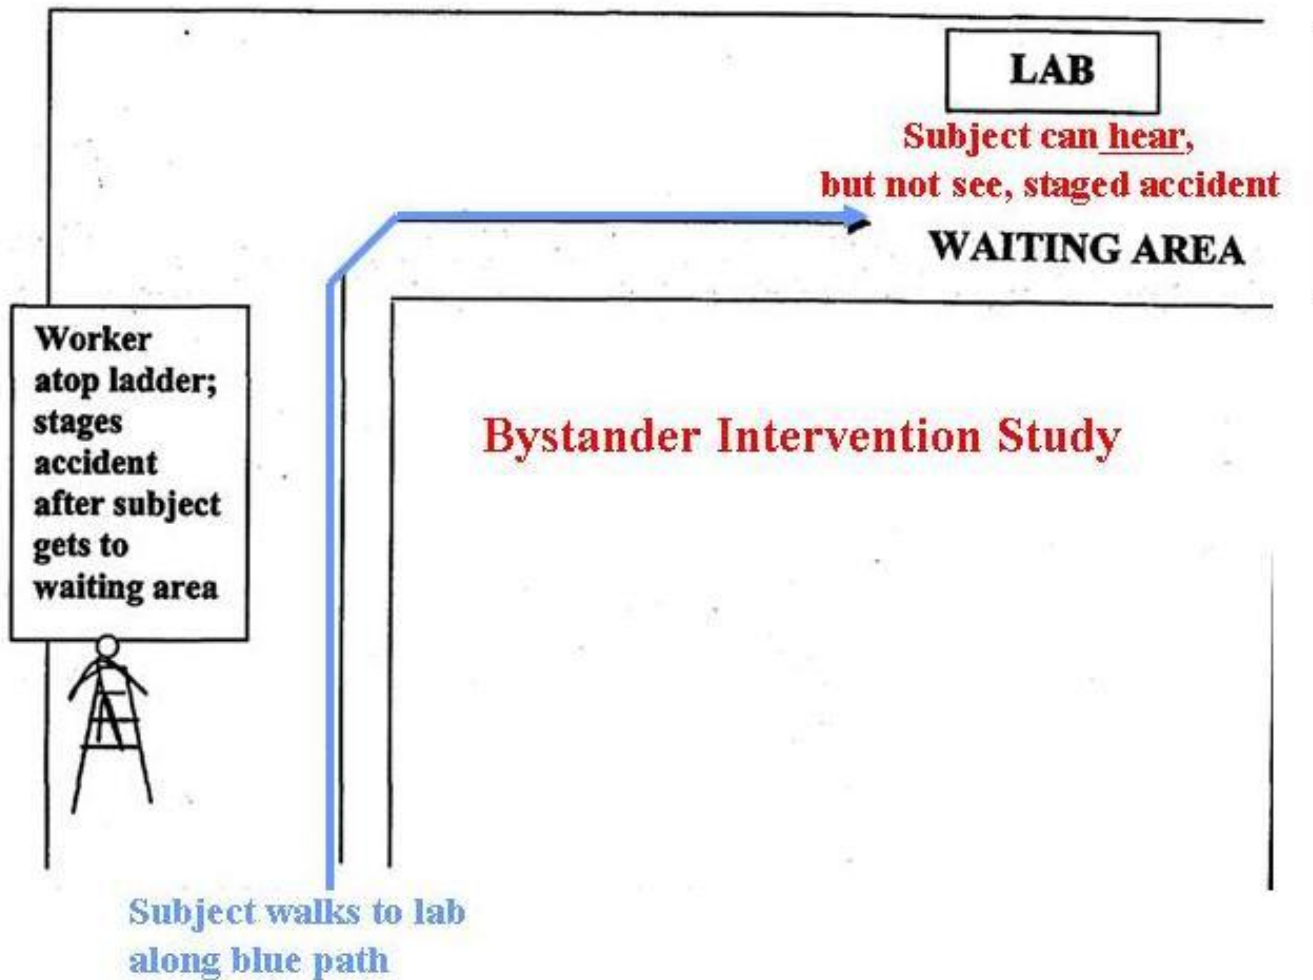 LAB
Subject can hear,
but not see, staged accident
WAITING AREA
Worker
atop ladder;
stages
accident
after subject
gets to
waiting area
Bystander Intervention Study
Subject walks to lab
along blue path